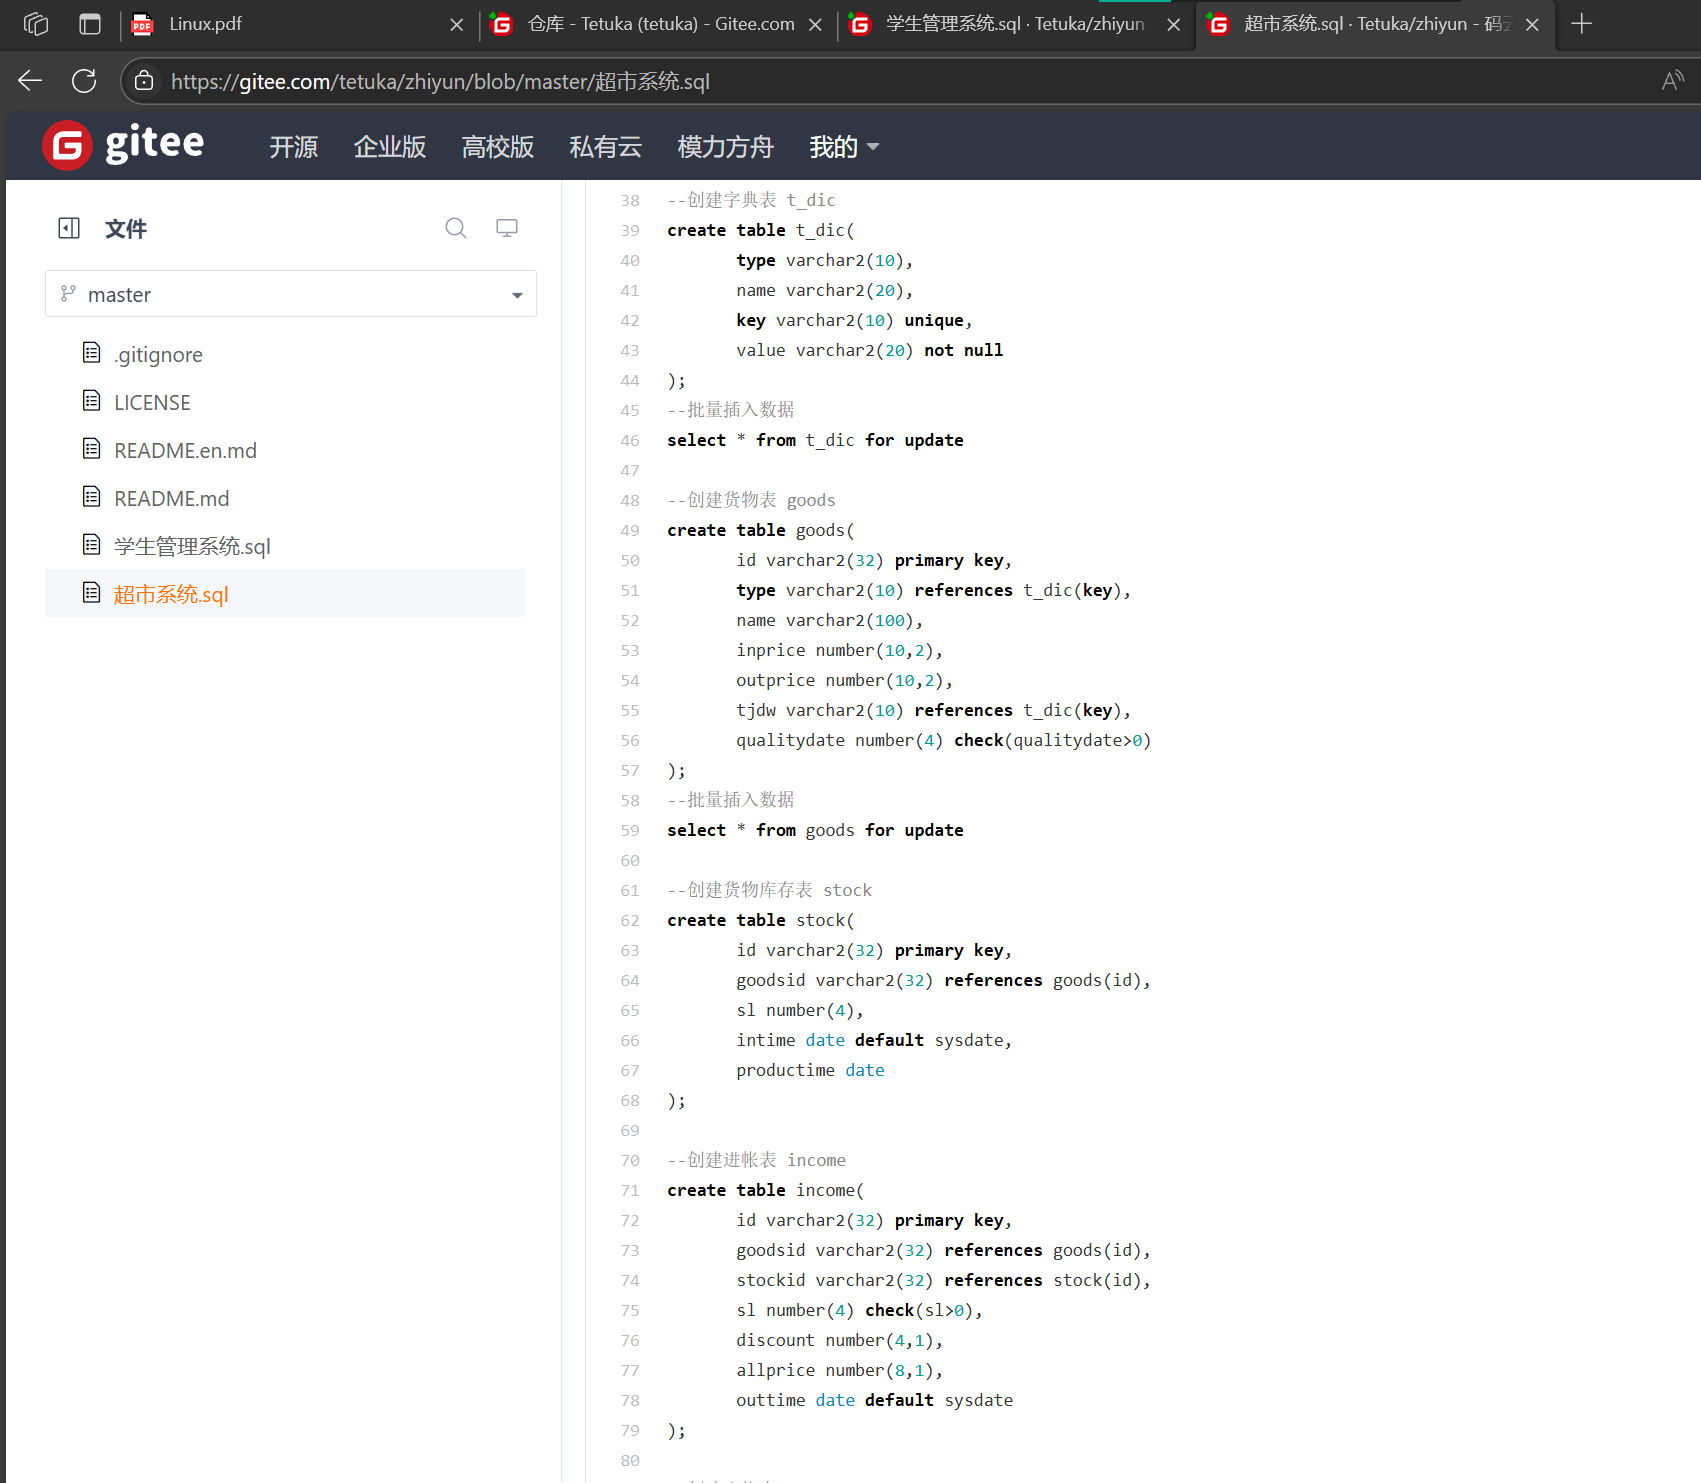 Linux.pdf
仓库 - Tetuka (tetuka) - Gitee.com
学生管理系统.sql · Tetuka/zhiyun -
超市系统.sql · Tetuka/zhiyun - 码云
https://gitee.com/tetuka/zhiyun/blob/master/超市系统.sql
gitee
开源 企业版 高校版 私有云 模力方舟 我的
文件
master
.gitignore
LICENSE
README.en.md
README.md
学生管理系统.sql
超市系统.sql
38 --创建字典表 t_dic
39 create table t_dic(
40 type varchar2(10),
41 name varchar2(20),
42 key varchar2(10) unique,
43 value varchar2(20) not null
44 );
45 --批量插入数据
46 select * from t_dic for update
47
48 --创建货物表 goods
49 create table goods(
50 id varchar2(32) primary key,
51 type varchar2(10) references t_dic(key),
52 name varchar2(100),
53 inprice number(10,2),
54 outprice number(10,2),
55 tjdw varchar2(10) references t_dic(key),
56 qualitydate number(4) check(qualitydate>0)
57 );
58 --批量插入数据
59 select * from goods for update
60
61 --创建货物库存表 stock
62 create table stock(
63 id varchar2(32) primary key,
64 goodsid varchar2(32) references goods(id),
65 sl number(4),
66 intime date default sysdate,
67 productime date
68 );
69
70 --创建进帐表 income
71 create table income(
72 id varchar2(32) primary key,
73 goodsid varchar2(32) references goods(id),
74 stockid varchar2(32) references stock(id),
75 sl number(4) check(sl>0),
76 discount number(4,1),
77 allprice number(8,1),
78 outtime date default sysdate
79 );
80